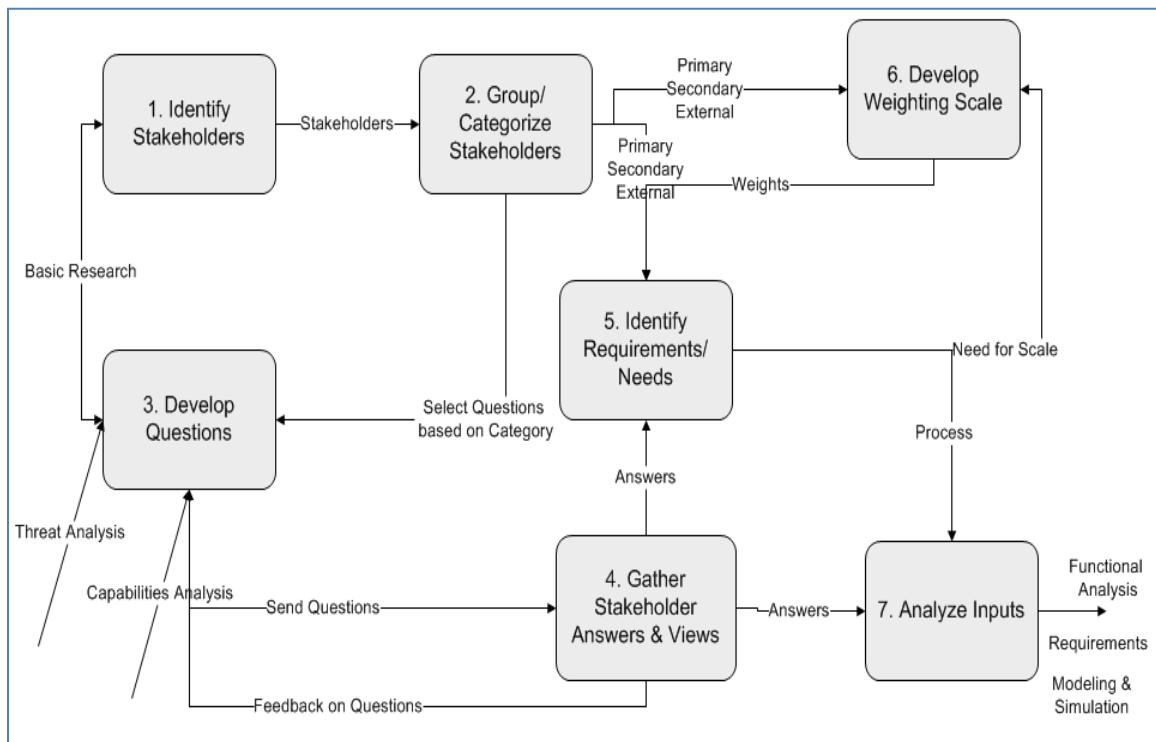 1. Identify
Stakeholders
Stakeholders
2. Group/
Categorize
Stakeholders
Primary
Secondary
External
6. Develop
Weighting Scale
Primary
Secondary
External
Weights
Basic Research
5. Identify
Requirements/
Needs
Need for Scale
3. Develop
Questions
Select Questions
based on Category
Process
Answers
Threat Analysis
Capabilities Analysis
Send Questions
4. Gather
Stakeholder
Answers & Views
Answers
7. Analyze Inputs
Functional
Analysis
Requirements
Modeling &
Simulation
Feedback on Questions